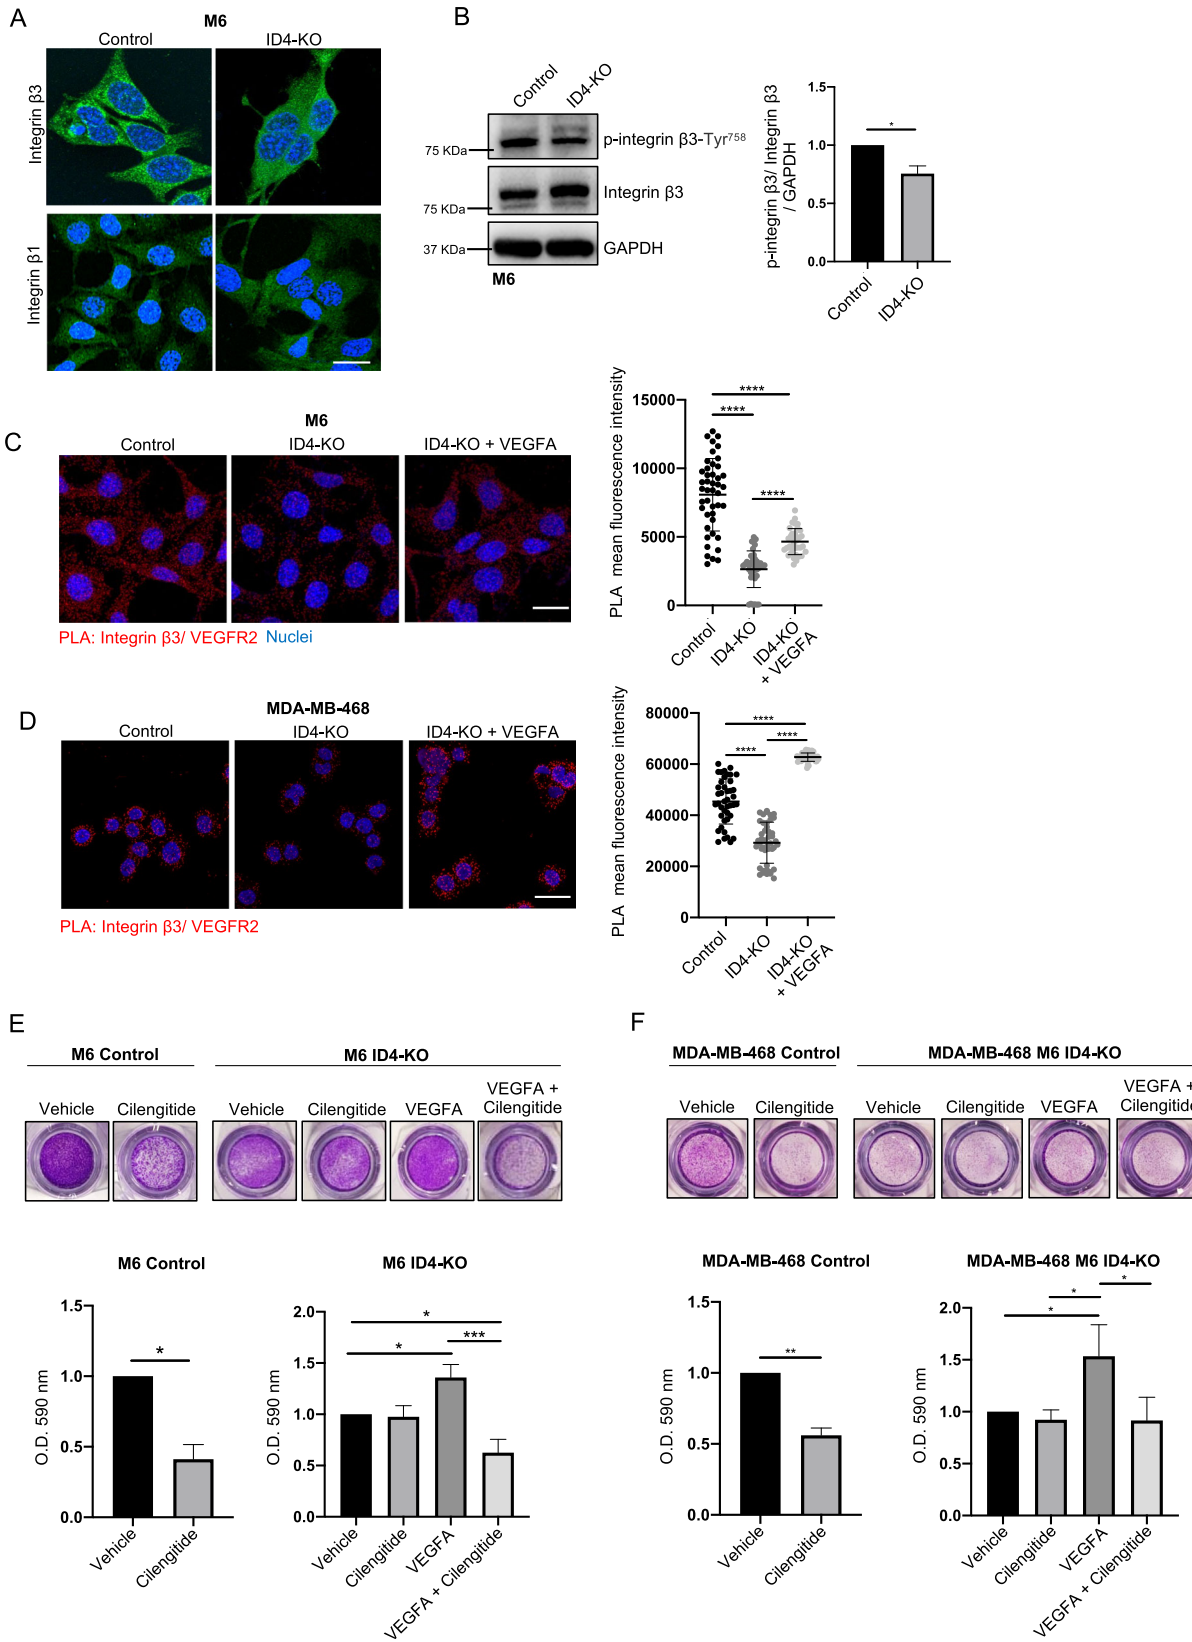 A
M6
Control
ID4-KO
Integrin β3
Integrin β1
B
Control
ID4-KO
p-integrin β3-Tyr758
75 KDa
Integrin β3
75 KDa
37 KDa
GAPDH
M6
p-integrin β3/ Integrin β3
/ GAPDH
1.5
1.0
0.5
0.0
*
Control
ID4-KO
C
M6
Control
ID4-KO
ID4-KO + VEGFA
PLA: Integrin β3/ VEGFR2 Nuclei
PLA mean fluorescence intensity
15000
10000
5000
0
****
****
****
Control
ID4-KO
ID4-KO
+ VEGFA
D
MDA-MB-468
Control
ID4-KO
ID4-KO + VEGFA
PLA: Integrin β3/ VEGFR2
PLA mean fluorescence intensity
80000
60000
40000
20000
0
****
****
****
Control
ID4-KO
ID4-KO
+ VEGFA
E
M6 Control
M6 ID4-KO
Vehicle
Cilengitide
Vehicle
Cilengitide
VEGFA
VEGFA +
Cilengitide
M6 Control
O.D. 590 nm
1.5
1.0
0.5
0.0
*
Vehicle
Cilengitide
M6 ID4-KO
O.D. 590 nm
2.0
1.5
1.0
0.5
0.0
*
*
***
Vehicle
Cilengitide
VEGFA
VEGFA + Cilengitide
F
MDA-MB-468 Control
MDA-MB-468 M6 ID4-KO
Vehicle
Cilengitide
Vehicle
Cilengitide
VEGFA
VEGFA +
Cilengitide
MDA-MB-468 Control
O.D. 590 nm
1.5
1.0
0.5
0.0
**
Vehicle
Cilengitide
MDA-MB-468 M6 ID4-KO
O.D. 590 nm
2.0
1.5
1.0
0.5
0.0
*
*
*
Vehicle
Cilengitide
VEGFA
VEGFA + Cilengitide